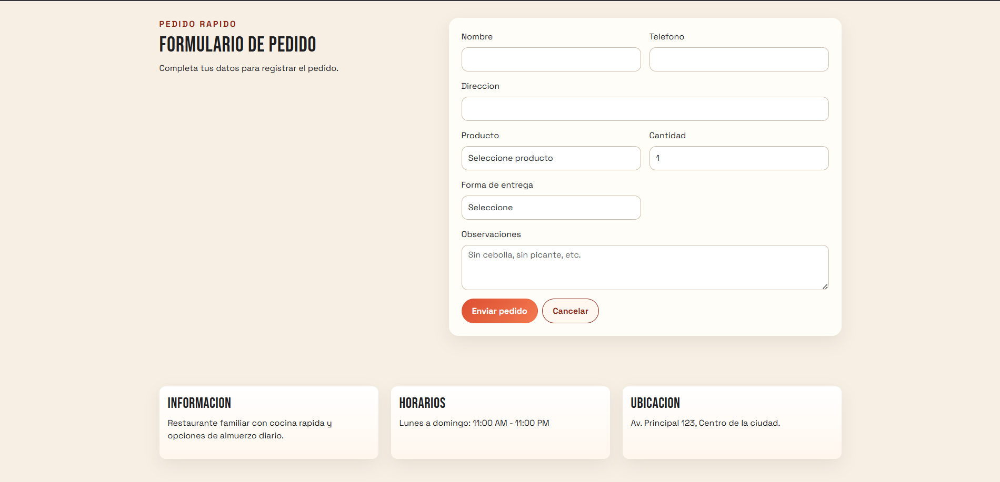 PEDIDO RAPIDO
FORMULARIO DE PEDIDO
Completa tus datos para registrar el pedido.
Nombre
Telefono
Direccion
Producto
Cantidad
Seleccione producto
1
Forma de entrega
Seleccione
Observaciones
Sin cebolla, sin picante, etc.
Enviar pedido
Cancelar
INFORMACION
Restaurante familiar con cocina rapida y
opciones de almuerzo diario.
HORARIOS
Lunes a domingo: 11:00 AM - 11:00 PM
UBICACION
Av. Principal 123, Centro de la ciudad.